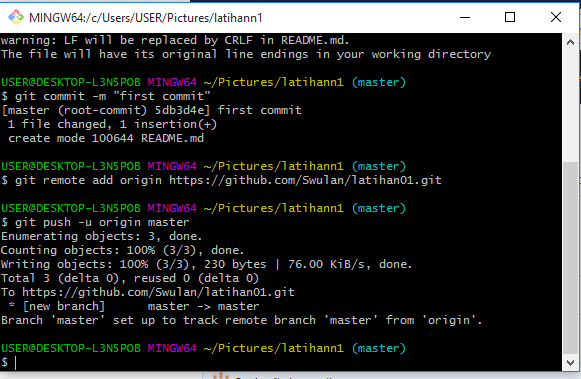 MINGW64:/c/Users/USER/Pictures/latihann1
warning: LF will be replaced by CRLF in README.md.
The file will have its original line endings in your working directory
USER@DESKTOP-L3N5POB MINGW64 ~/Pictures/latihann1 (master)
$ git commit -m "first commit"
[master (root-commit) 5db3d4e] first commit
 1 file changed, 1 insertion(+)
 create mode 100644 README.md
USER@DESKTOP-L3N5POB MINGW64 ~/Pictures/latihann1 (master)
$ git remote add origin https://github.com/Swulan/latihan01.git
USER@DESKTOP-L3N5POB MINGW64 ~/Pictures/latihann1 (master)
$ git push -u origin master
Enumerating objects: 3, done.
Counting objects: 100% (3/3), done.
Writing objects: 100% (3/3), 230 bytes | 76.00 KiB/s, done.
Total 3 (delta 0), reused 0 (delta 0)
To https://github.com/Swulan/latihan01.git
 * [new branch]      master -> master
Branch 'master' set up to track remote branch 'master' from 'origin'.
USER@DESKTOP-L3N5POB MINGW64 ~/Pictures/latihann1 (master)
$